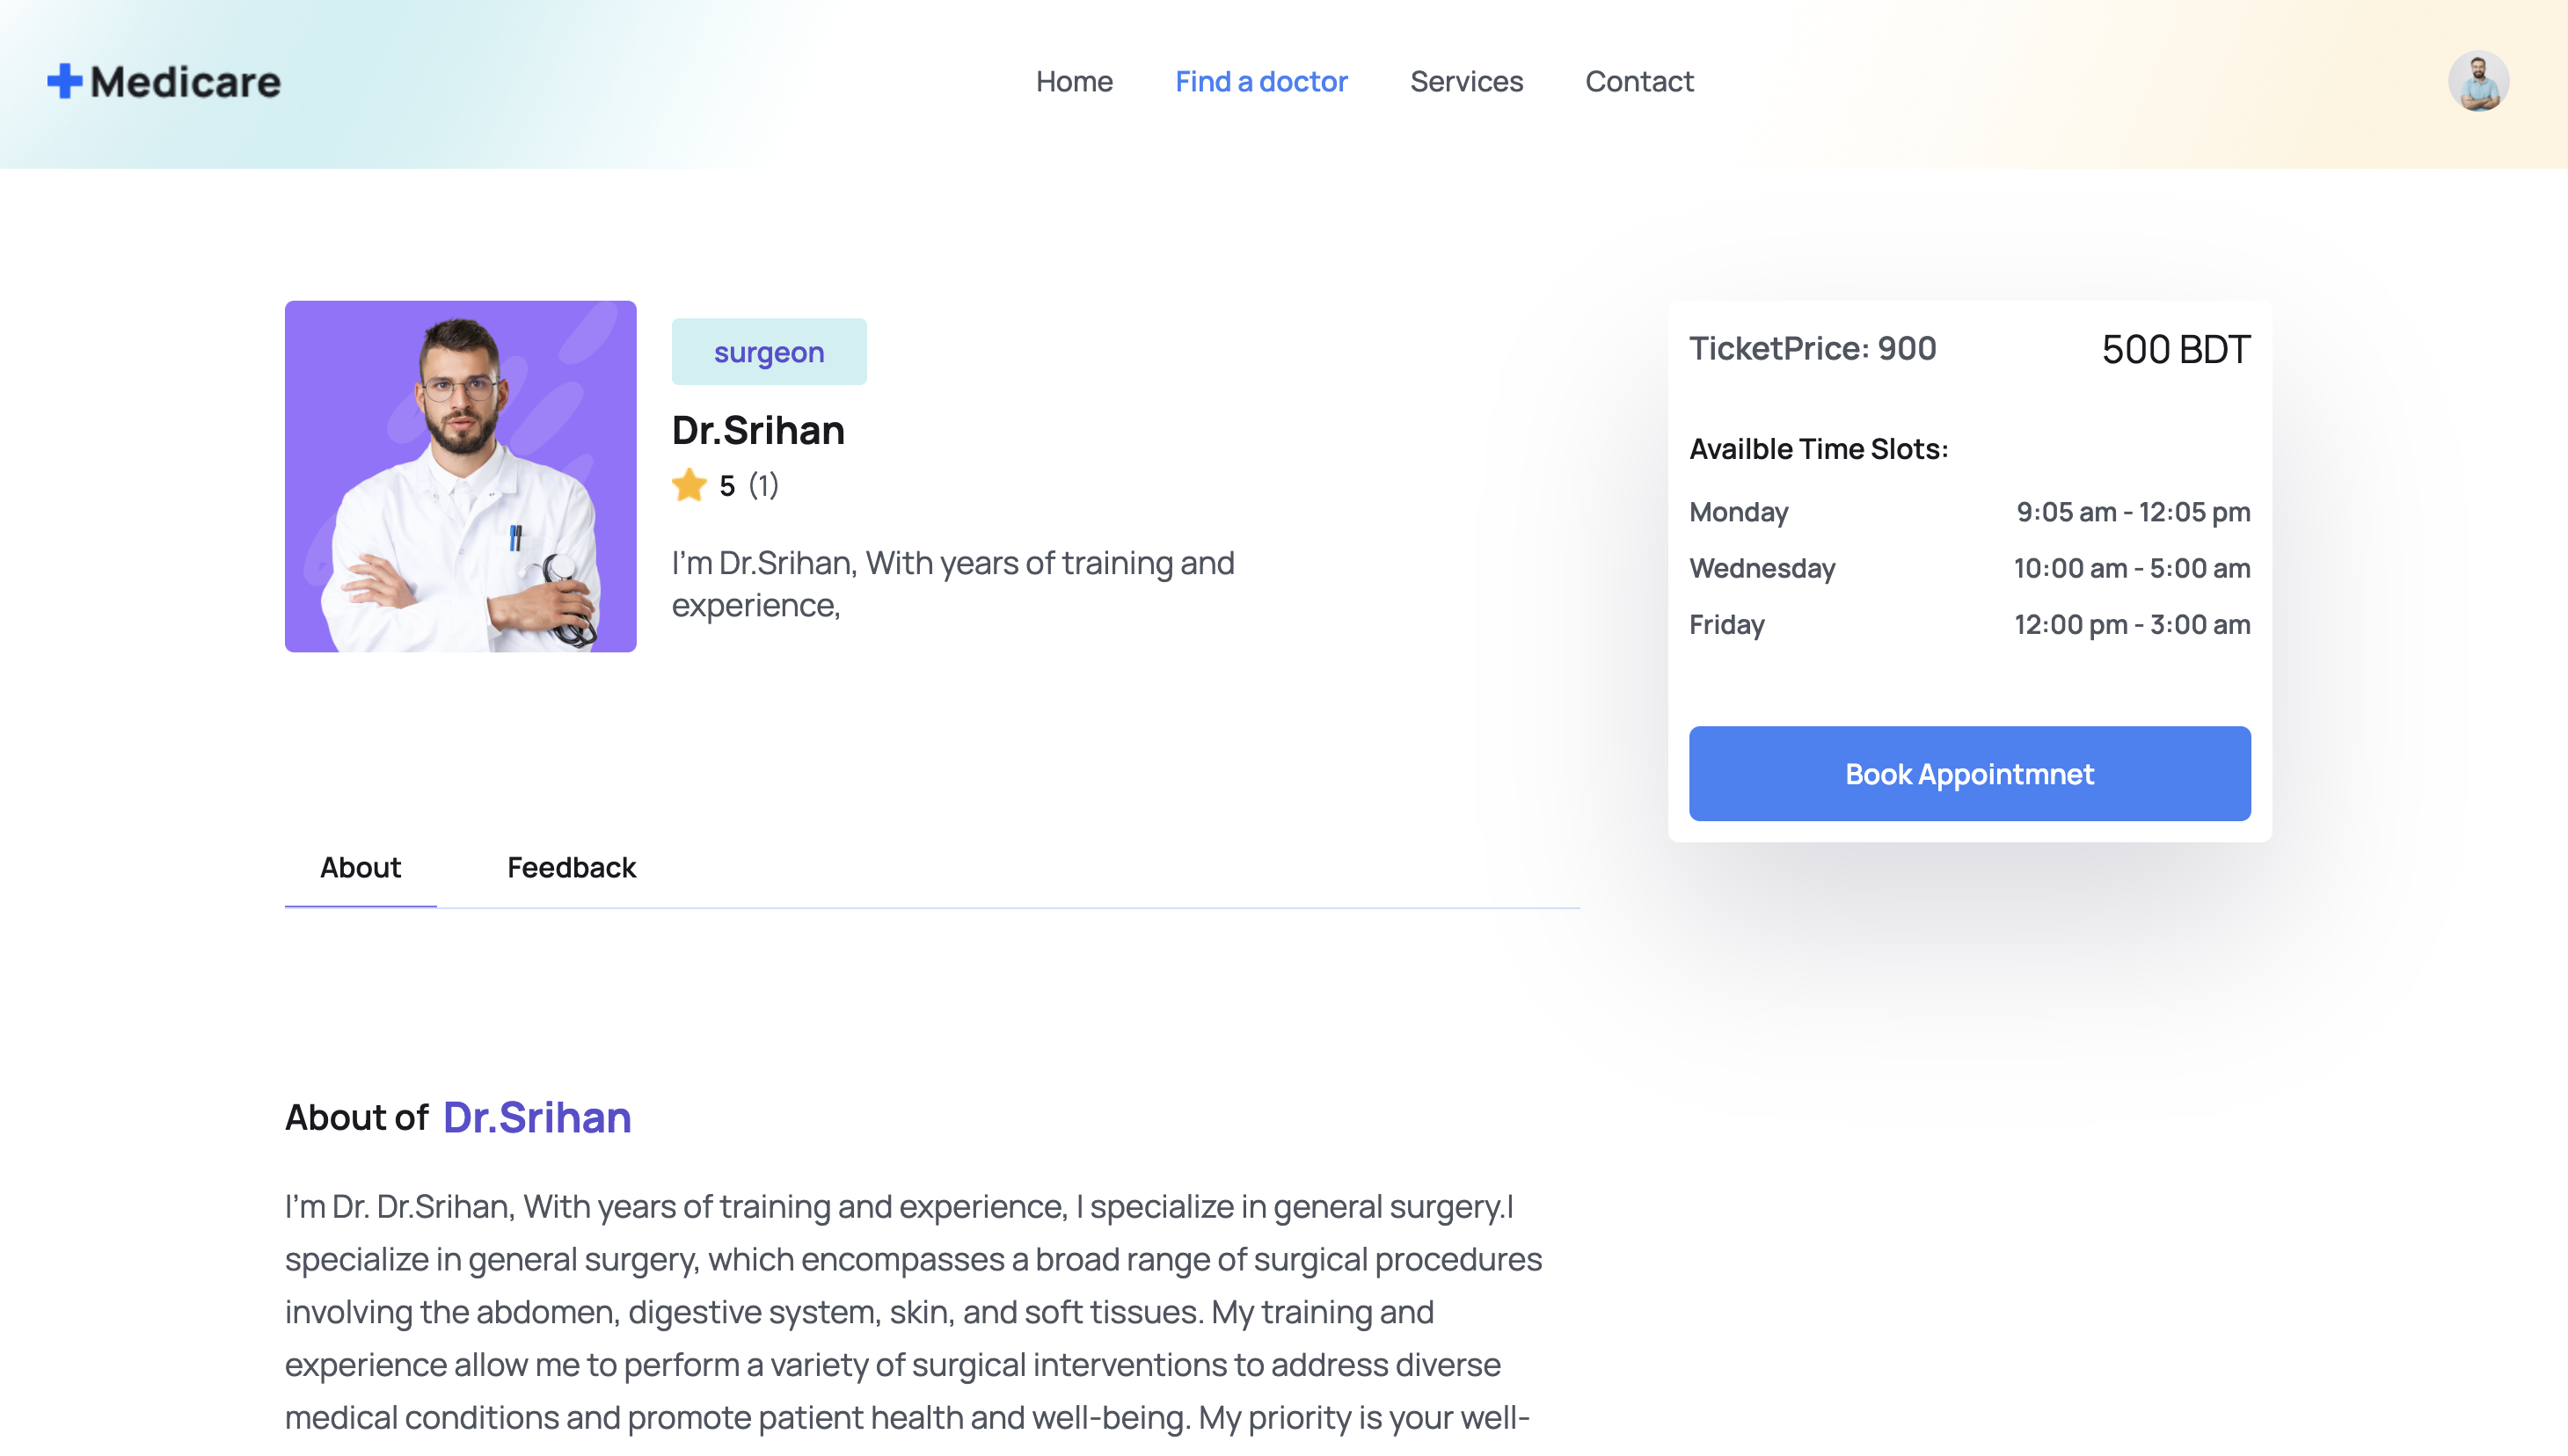 Medicare
Home
Find a doctor
Services
Contact
surgeon
Dr.Srihan
5 (1)
I'm Dr.Srihan, With years of training and
experience,
TicketPrice: 900
500 BDT
Availble Time Slots:
Monday 9:05 am - 12:05 pm
Wednesday 10:00 am - 5:00 am
Friday 12:00 pm - 3:00 am
Book Appointmnet
About
Feedback
About of Dr.Srihan
I'm Dr. Dr.Srihan, With years of training and experience, I specialize in general surgery.I
specialize in general surgery, which encompasses a broad range of surgical procedures
involving the abdomen, digestive system, skin, and soft tissues. My training and
experience allow me to perform a variety of surgical interventions to address diverse
medical conditions and promote patient health and well-being. My priority is your well-